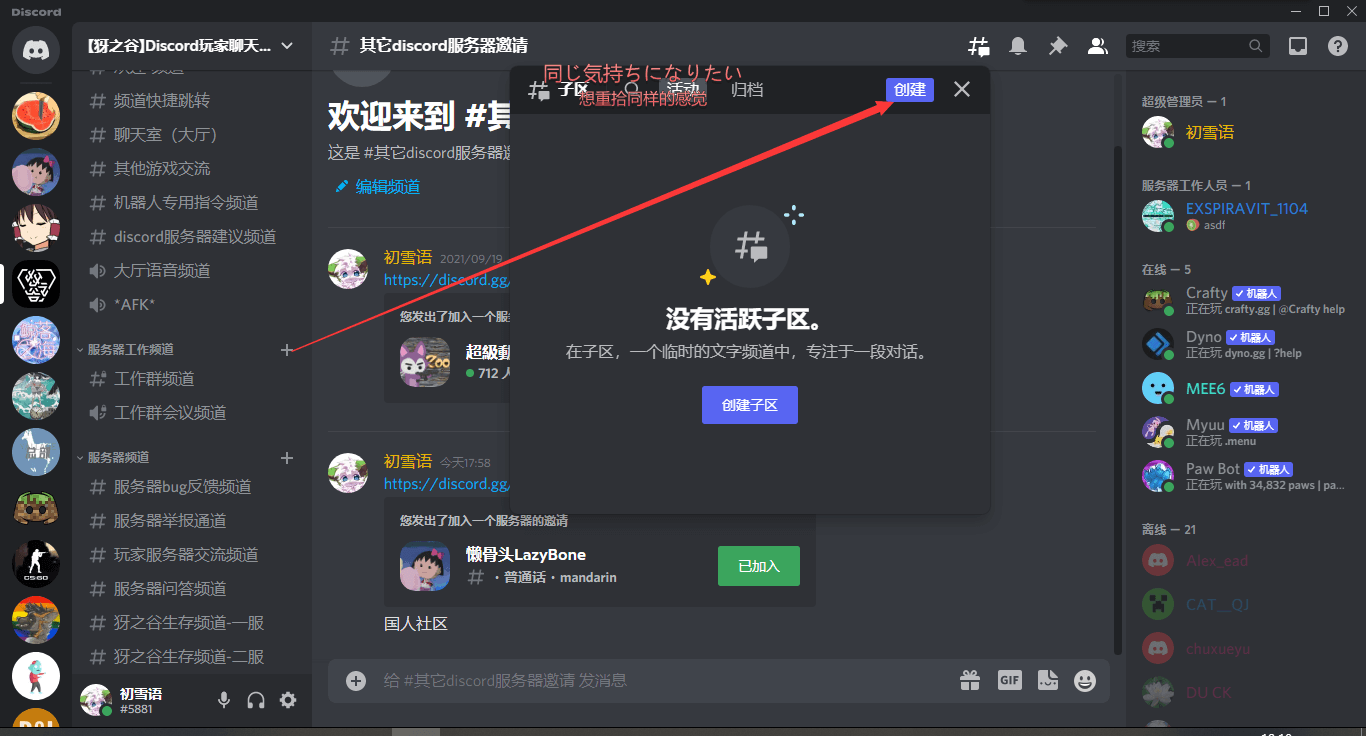 Discord
【犽之谷】Discord玩家聊天...
频道快捷跳转
聊天室（大厅）
其他游戏交流
机器人专用指令频道
discord服务器建议频道
大厅语音频道
*AFK*
服务器工作频道
工作群频道
工作群会议频道
服务器频道
服务器bug反馈频道
服务器举报通道
玩家服务器交流频道
服务器问答频道
犽之谷生存频道-一服
犽之谷生存频道-二服
初雪语
#5881
CS:GO
其它discord服务器邀请
搜索
欢迎来到 #其
这是 #其它discord服务器邀
编辑频道
初雪语 2021/09/19
https://discord.gg/
您发出了加入一个服务
超級動
712 人
初雪语 今天17:58
https://discord.gg/
您发出了加入一个服务器的邀请
懒骨头LazyBone
· 普通话 · mandarin
已加入
国人社区
给 #其它discord服务器邀请 发消息
GIF
同じ気持ちになりたい
想重拾同样的感觉
子区
活动
归档
创建
没有活跃子区。
在子区，一个临时的文字频道中，专注于一段对话。
创建子区
超级管理员 — 1
初雪语
服务器工作人员 — 1
EXSPIRAVIT_1104
asdf
在线 — 5
Crafty 机器人
正在玩 crafty.gg | @Crafty help
Dyno 机器人
正在玩 dyno.gg | ?help
MEE6 机器人
Myuu 机器人
正在玩 .menu
Paw Bot 机器人
正在玩 with 34,832 paws | pa...
离线 — 21
Alex_ead
CAT__QJ
chuxueyu
DU.CK